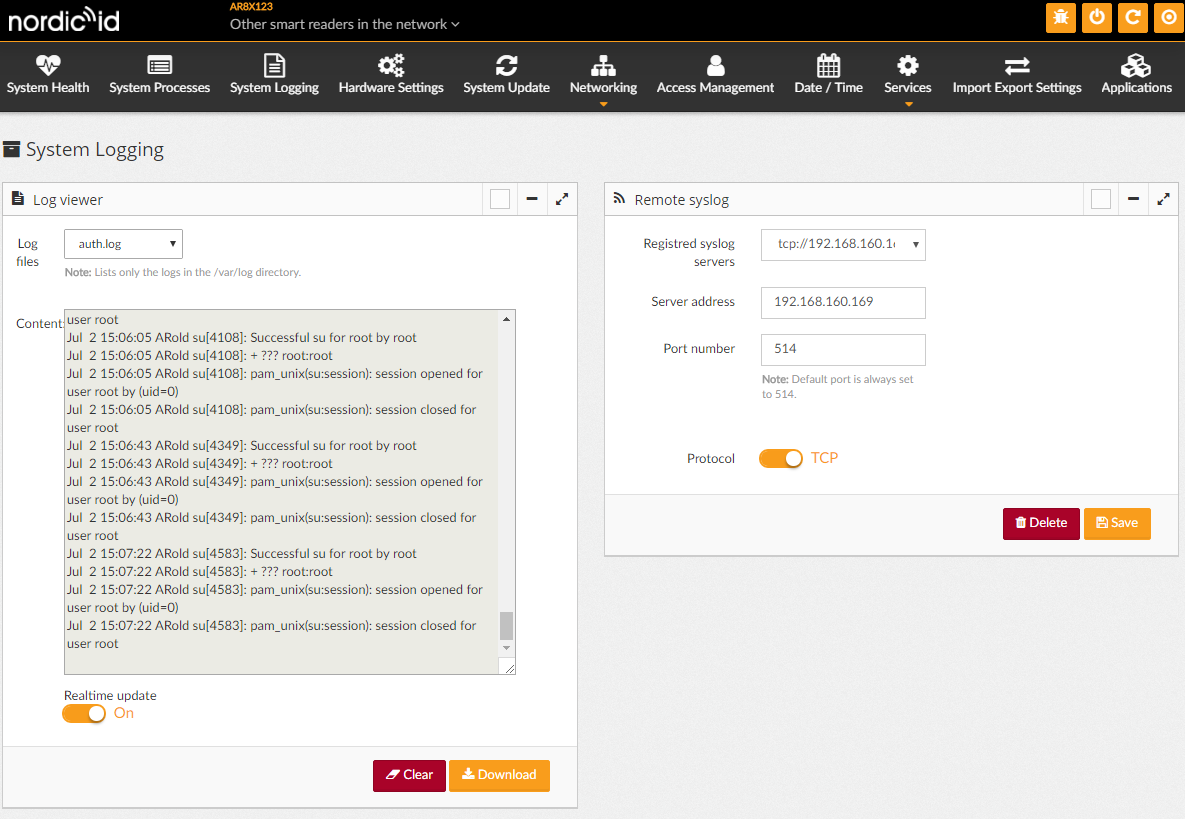 nordic id
AR8X123
Other smart readers in the network
System Health
System Processes
System Logging
Hardware Settings
System Update
Networking
Access Management
Date / Time
Services
Import Export Settings
Applications
System Logging
Log viewer
Log
files
auth.log
Note: Lists only the logs in the /var/log directory.
Content:
user root
Jul 2 15:06:05 ARold su[4108]: Successful su for root by root
Jul 2 15:06:05 ARold su[4108]: + ??? root:root
Jul 2 15:06:05 ARold su[4108]: pam_unix(su:session): session opened for
user root by (uid=0)
Jul 2 15:06:05 ARold su[4108]: pam_unix(su:session): session closed for
user root
Jul 2 15:06:43 ARold su[4349]: Successful su for root by root
Jul 2 15:06:43 ARold su[4349]: + ??? root:root
Jul 2 15:06:43 ARold su[4349]: pam_unix(su:session): session opened for
user root by (uid=0)
Jul 2 15:06:43 ARold su[4349]: pam_unix(su:session): session closed for
user root
Jul 2 15:07:22 ARold su[4583]: Successful su for root by root
Jul 2 15:07:22 ARold su[4583]: + ??? root:root
Jul 2 15:07:22 ARold su[4583]: pam_unix(su:session): session opened for
user root by (uid=0)
Jul 2 15:07:22 ARold su[4583]: pam_unix(su:session): session closed for
user root
Realtime update
On
Clear
Download
Remote syslog
Registred syslog
servers
tcp://192.168.160.1
Server address
192.168.160.169
Port number
514
Note: Default port is always set
to 514.
Protocol
TCP
Delete
Save